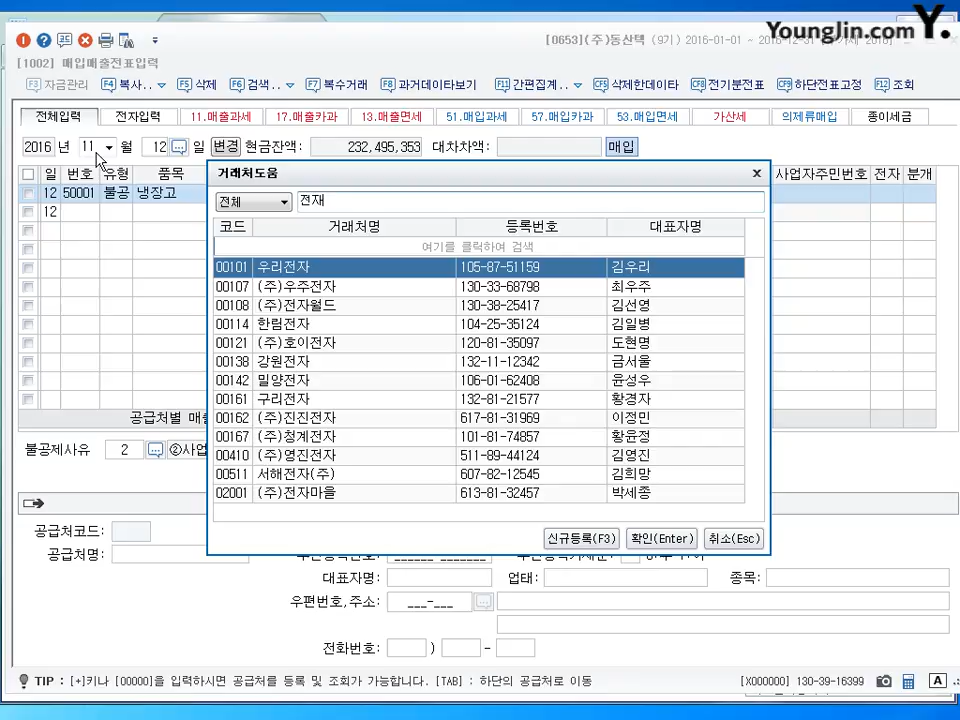 Younglin.com Y.
[0653](주)동산택 (9기) 2016-01-01 ~ 2016-12-31 2016
[1002] 매입매출전표입력
F3 자금관리 F4 복사.. F5 삭제 F6 검색.. F7 복수거래 F8 과거데이타보기 F11 간편집계.. CF5 삭제한데이타 CF8 전기분전표 CF9 하단전표고정 F12 조회
전체입력 전자입력 11.매출과세 17.매출카과 13.매출면세 51.매입과세 57.매입카과 53.매입면세 가산세 의제류매입 종이세금
2016 년 11 월 12 일 변경 현금잔액: 232,495,353 대차차액: 매입
일 번호 유형 품목 사업자주민번호 전자 분개
12 50001 불공 냉장고
12
거래처도움 x
전체 전재
코드 거래처명 등록번호 대표자명
여기를 클릭하여 검색
00101 우리전자 105-87-51159 김우리
00107 (주)우주전자 130-33-68798 최우주
00108 (주)전자월드 130-38-25417 김선영
00114 한림전자 104-25-35124 김일병
00121 (주)호이전자 120-81-35097 도현명
00138 강원전자 132-11-12342 금서울
00142 밀양전자 106-01-62408 윤성우
00161 구리전자 132-81-21577 황경자
00162 (주)진진전자 617-81-31969 이정민
00167 (주)청계전자 101-81-74857 황윤정
00410 (주)영진전자 511-89-44124 김영진
00511 서해전자(주) 607-82-12545 김희망
02001 (주)전자마을 613-81-32457 박세종
신규등록(F3) 확인(Enter) 취소(Esc)
공급처별 매출
불공제사유 2 ②사업
공급처코드:
공급처명:
대표자명: 업태: 종목:
우편번호,주소: ___-___
전화번호: ) -
TIP : [+]키나 [00000]을 입력하시면 공급처를 등록 및 조회가 가능합니다. [TAB] : 하단의 공급처로 이동 [X000000] 130-39-16399 A